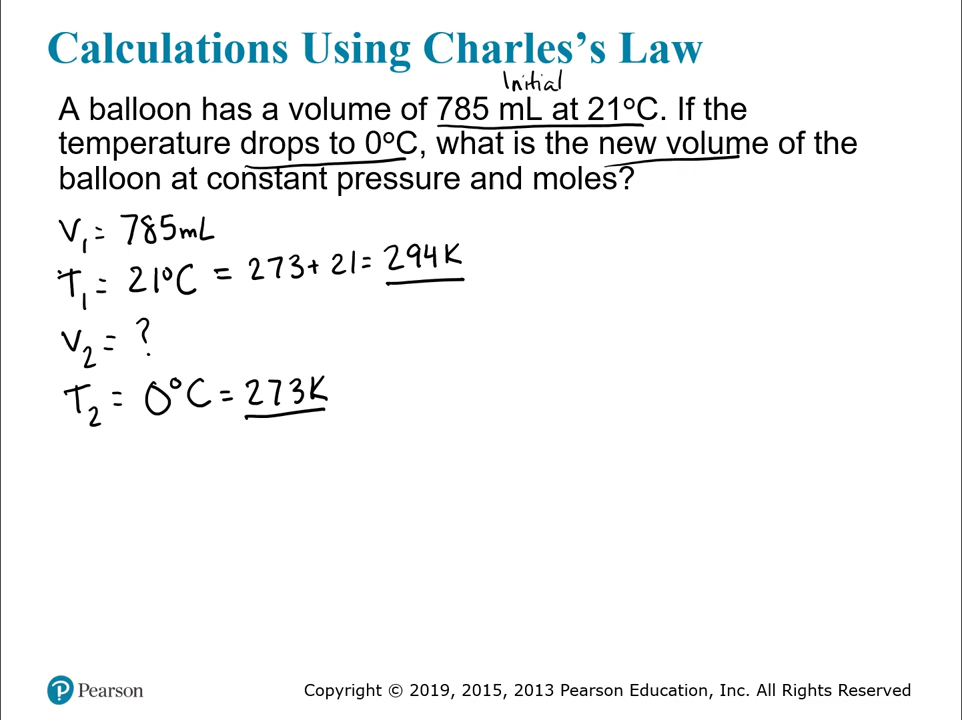 Calculations Using Charles's Law
Initial
A balloon has a volume of 785 mL at 21°C. If the
temperature drops to 0°C, what is the new volume of the
balloon at constant pressure and moles?
V₁ = 785mL
T₁ = 21°C = 273 + 21 = 294K
V₂ = ?
T₂ = 0°C = 273K
Pearson
Copyright © 2019, 2015, 2013 Pearson Education, Inc. All Rights Reserved